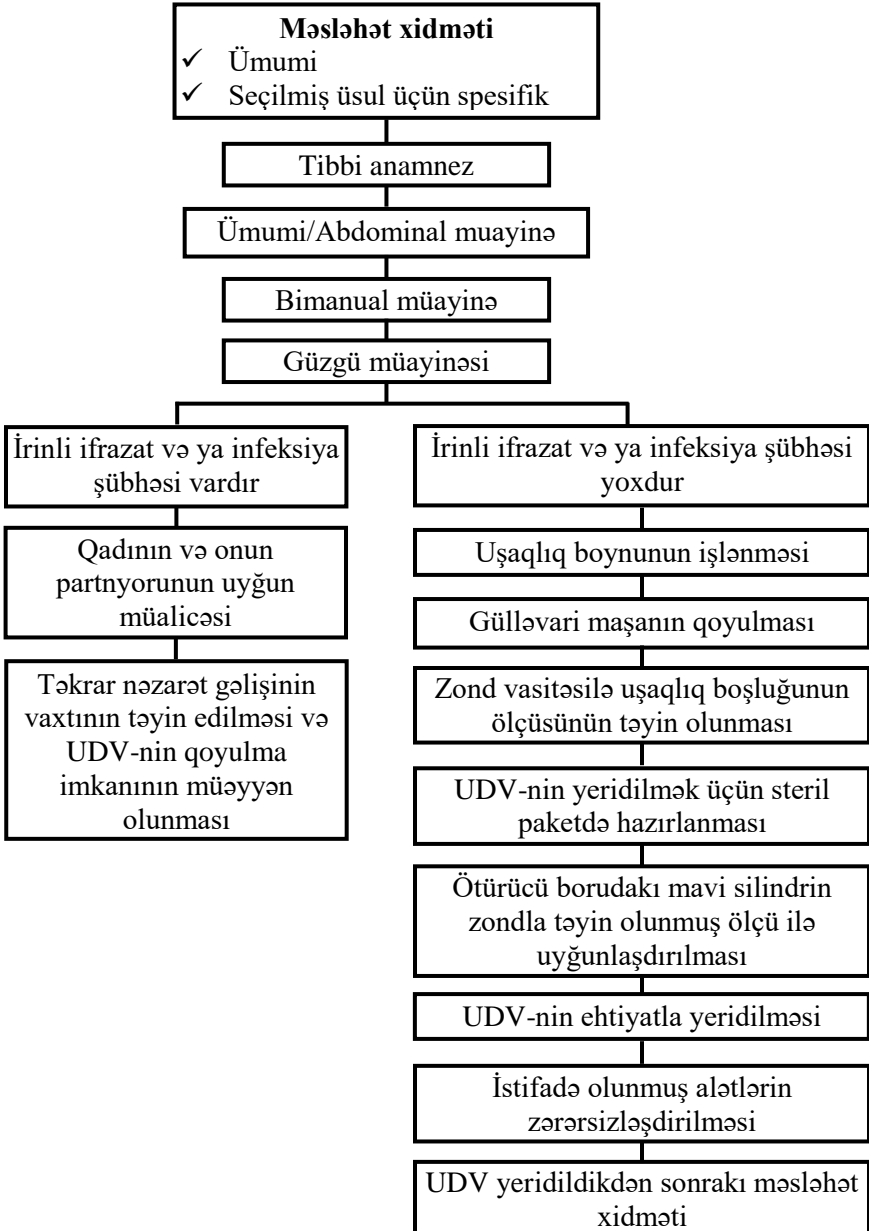 Məsləhət xidməti
✓ Ümumi
✓ Seçilmiş üsul üçün spesifik
Tibbi anamnez
Ümumi/Abdominal muayinə
Bimanual müayinə
Güzgü müayinəsi
İrinli ifrazat və ya infeksiya
şübhəsi vardır
Qadının və onun
partnyorunun uyğun
müalicəsi
Təkrar nəzarət gəlişinin
vaxtının təyin edilməsi və
UDV-nin qoyulma
imkanının müəyyən
olunması
İrinli ifrazat və ya infeksiya şübhəsi
yoxdur
Uşaqlıq boynunun işlənməsi
Gülləvari maşanın qoyulması
Zond vasitəsilə uşaqlıq boşluğunun
ölçüsünün təyin olunması
UDV-nin yeridilmək üçün steril
paketdə hazırlanması
Ötürücü borudakı mavi silindrin
zondla təyin olunmuş ölçü ilə
uyğunlaşdırılması
UDV-nin ehtiyatla yeridilməsi
İstifadə olunmuş alətlərin
zərərsizləşdirilməsi
UDV yeridildikdən sonrakı məsləhət
xidməti